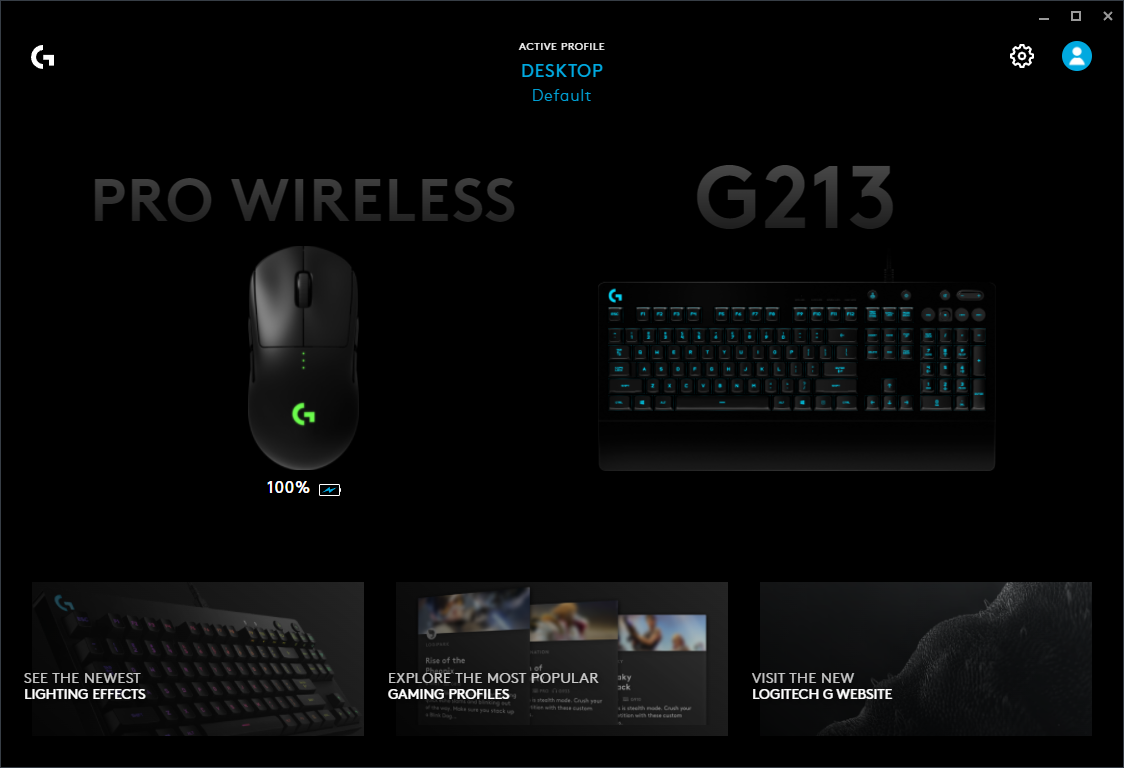 ACTIVE PROFILE
DESKTOP
Default
PRO WIRELESS
G213
100%
SEE THE NEWEST
LIGHTING EFFECTS
EXPLORE THE MOST POPULAR
GAMING PROFILES
Rise of the
VISIT THE NEW
LOGITECH G WEBSITE